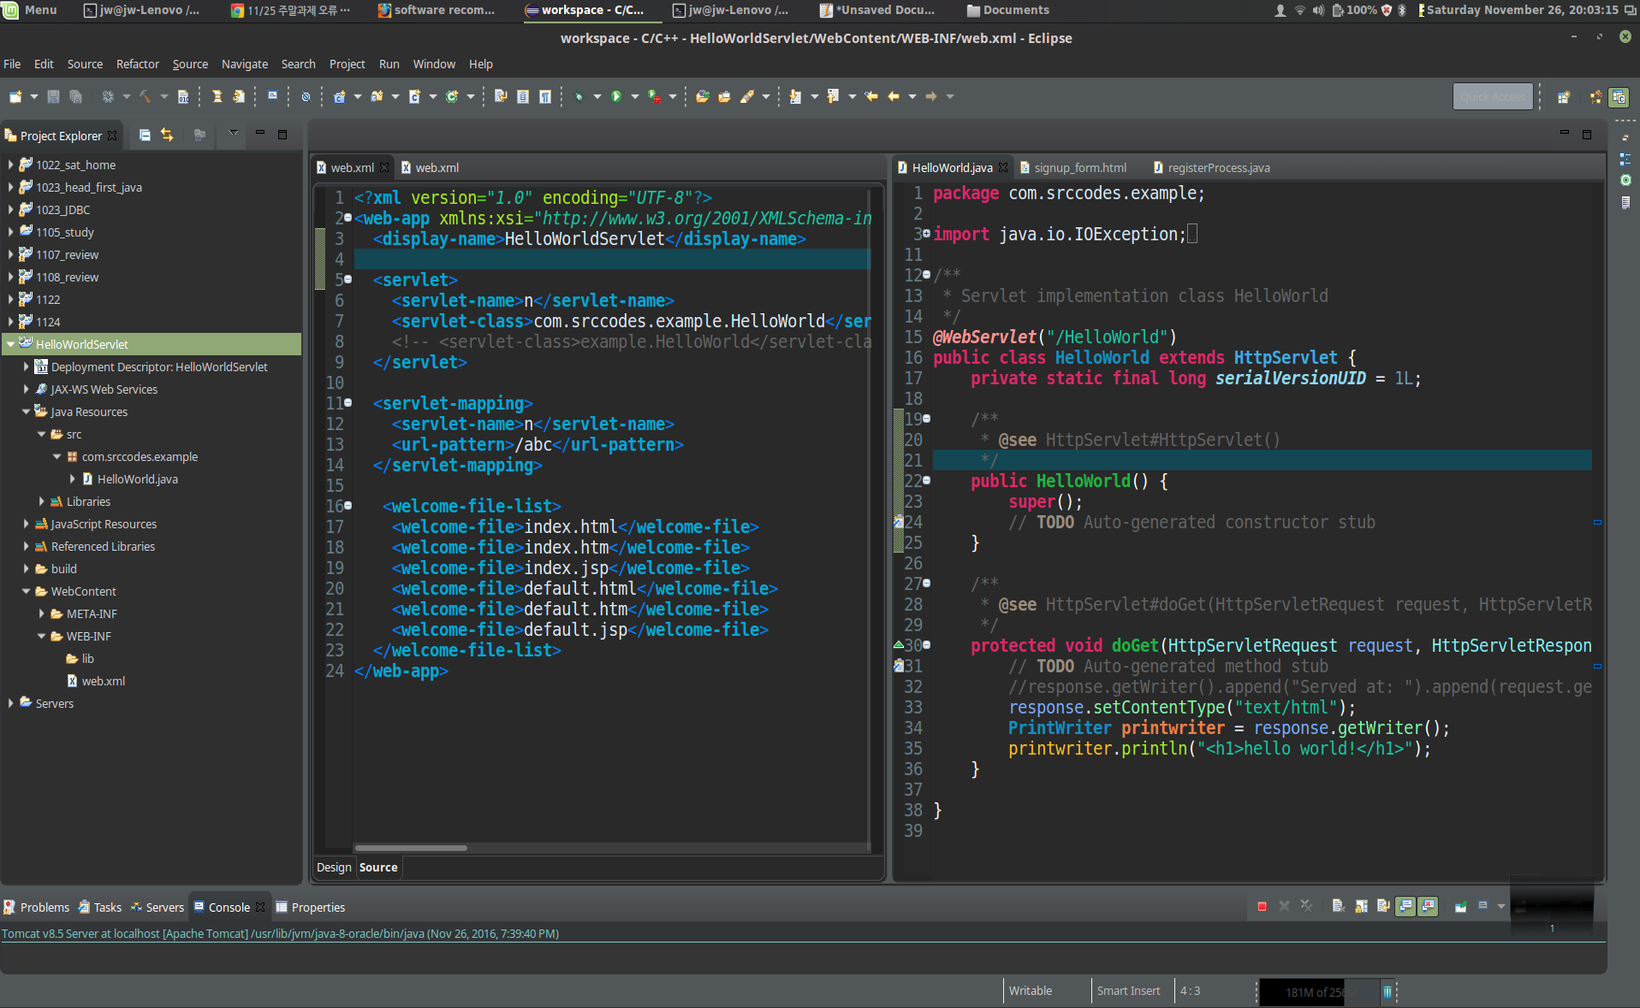 Menu
jw@jw-Lenovo /...
11/25 주말과제 오류 ...
software recom...
workspace - C/C...
jw@jw-Lenovo /...
*Unsaved Docu...
Documents
100%
Saturday November 26, 20:03:15
workspace - C/C++ - HelloWorldServlet/WebContent/WEB-INF/web.xml - Eclipse
File Edit Source Refactor Source Navigate Search Project Run Window Help
Quick Access
Project Explorer
1022_sat_home
1023_head_first_java
1023_JDBC
1105_study
1107_review
1108_review
1122
1124
HelloWorldServlet
Deployment Descriptor: HelloWorldServlet
JAX-WS Web Services
Java Resources
src
com.srccodes.example
HelloWorld.java
Libraries
JavaScript Resources
Referenced Libraries
build
WebContent
META-INF
WEB-INF
lib
web.xml
Servers
web.xml
web.xml
1 <?xml version="1.0" encoding="UTF-8"?>
2 <web-app xmlns:xsi="http://www.w3.org/2001/XMLSchema-in
3 <display-name>HelloWorldServlet</display-name>
4
5 <servlet>
6 <servlet-name>n</servlet-name>
7 <servlet-class>com.srccodes.example.HelloWorld</ser
8 <!-- <servlet-class>example.HelloWorld</servlet-cla
9 </servlet>
10
11 <servlet-mapping>
12 <servlet-name>n</servlet-name>
13 <url-pattern>/abc</url-pattern>
14 </servlet-mapping>
15
16 <welcome-file-list>
17 <welcome-file>index.html</welcome-file>
18 <welcome-file>index.htm</welcome-file>
19 <welcome-file>index.jsp</welcome-file>
20 <welcome-file>default.html</welcome-file>
21 <welcome-file>default.htm</welcome-file>
22 <welcome-file>default.jsp</welcome-file>
23 </welcome-file-list>
24 </web-app>
Design Source
HelloWorld.java
signup_form.html
registerProcess.java
1 package com.srccodes.example;
2
3 import java.io.IOException;
11
12 /**
13 * Servlet implementation class HelloWorld
14 */
15 @WebServlet("/HelloWorld")
16 public class HelloWorld extends HttpServlet {
17 private static final long serialVersionUID = 1L;
18
19 /**
20 * @see HttpServlet#HttpServlet()
21 */
22 public HelloWorld() {
23 super();
24 // TODO Auto-generated constructor stub
25 }
26
27 /**
28 * @see HttpServlet#doGet(HttpServletRequest request, HttpServletR
29 */
30 protected void doGet(HttpServletRequest request, HttpServletRespon
31 // TODO Auto-generated method stub
32 //response.getWriter().append("Served at: ").append(request.ge
33 response.setContentType("text/html");
34 PrintWriter printwriter = response.getWriter();
35 printwriter.println("<h1>hello world!</h1>");
36 }
37
38 }
39
Problems Tasks Servers Console Properties
1
Tomcat v8.5 Server at localhost [Apache Tomcat] /usr/lib/jvm/java-8-oracle/bin/java (Nov 26, 2016, 7:39:40 PM)
Writable
Smart Insert
4 : 3
181M of 256